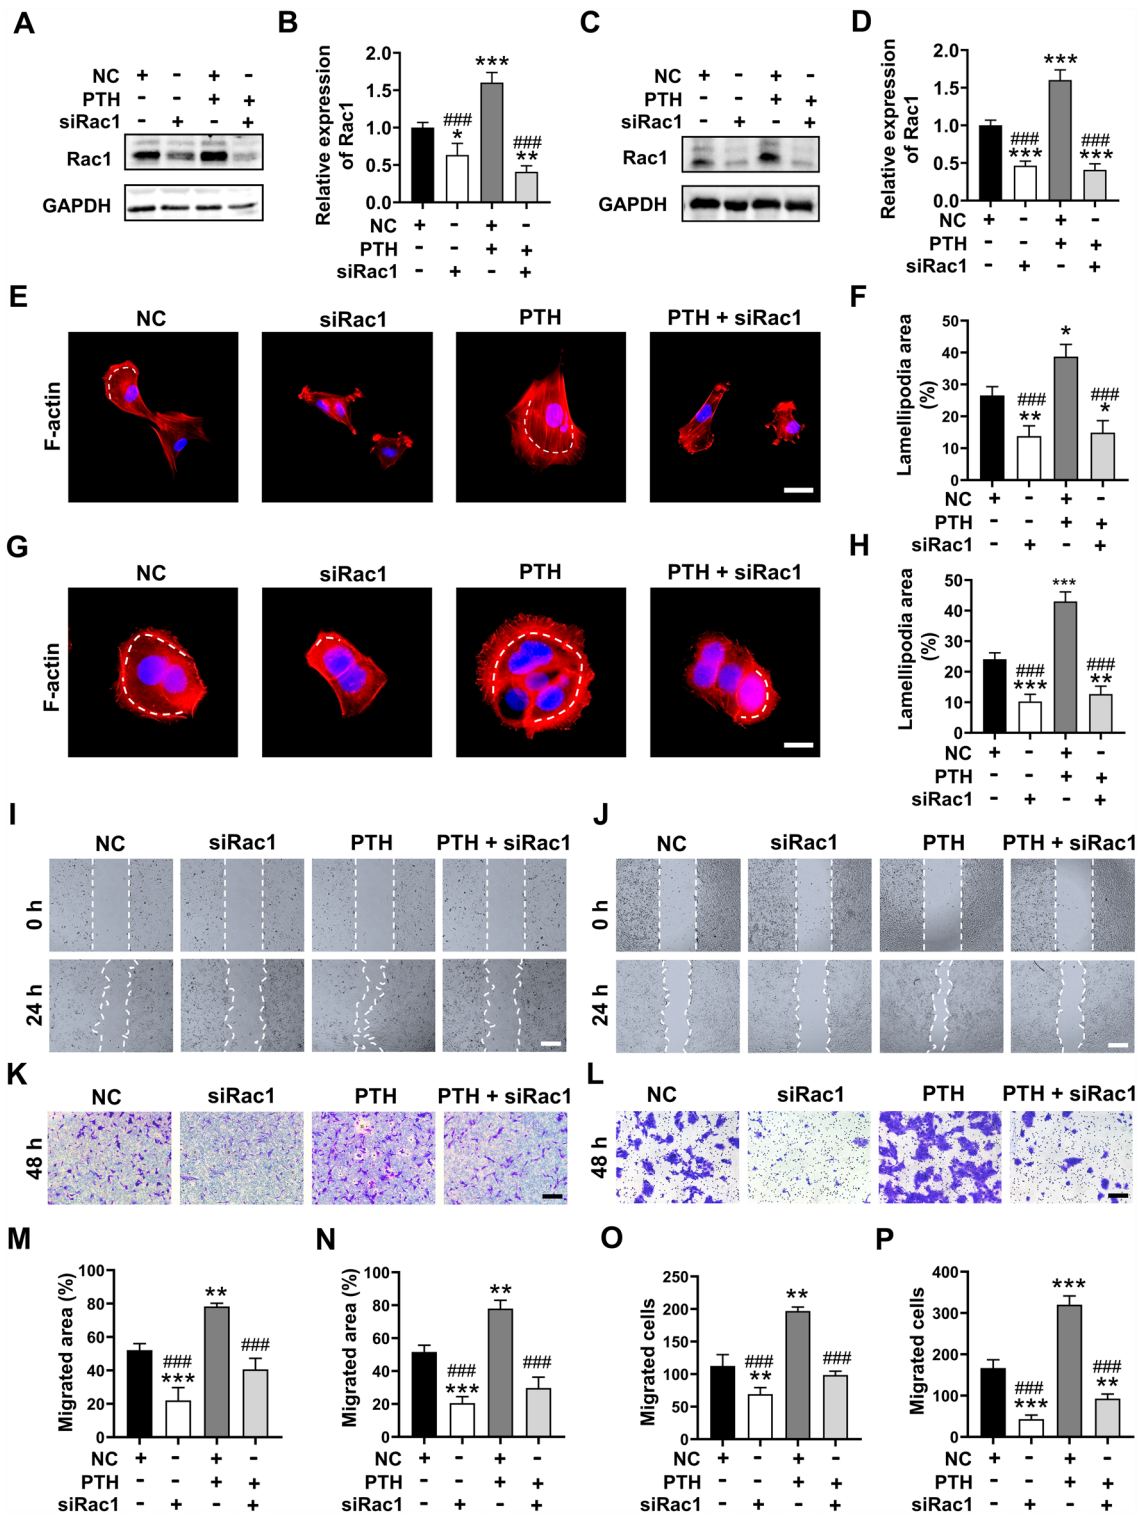 A
NC + - + -
PTH - - + +
siRac1 - + - +
Rac1
GAPDH
B
Relative expression
of Rac1
2.0
1.5
1.0
0.5
0.0
###
*
***
###
**
NC + - + -
PTH - - + +
siRac1 - + - +
C
NC + - + -
PTH - - + +
siRac1 - + - +
Rac1
GAPDH
D
Relative expression
of Rac1
2.0
1.5
1.0
0.5
0.0
###
***
***
###
***
NC + - + -
PTH - - + +
siRac1 - + - +
E
NC siRac1 PTH PTH + siRac1
F-actin
F
Lamellipodia area
(%)
50
40
30
20
10
0
###
**
*
###
*
NC + - + -
PTH - - + +
siRac1 - + - +
G
NC siRac1 PTH PTH + siRac1
F-actin
H
Lamellipodia area
(%)
50
40
30
20
10
0
###
***
***
###
**
NC + - + -
PTH - - + +
siRac1 - + - +
I
NC siRac1 PTH PTH + siRac1
0 h
24 h
J
NC siRac1 PTH PTH + siRac1
0 h
24 h
K
NC siRac1 PTH PTH + siRac1
48 h
L
NC siRac1 PTH PTH + siRac1
48 h
M
Migrated area (%)
100
80
60
40
20
0
###
***
**
###
NC + - + -
PTH - - + +
siRac1 - + - +
N
Migrated area (%)
100
80
60
40
20
0
###
***
**
###
NC + - + -
PTH - - + +
siRac1 - + - +
O
Migrated cells
250
200
150
100
50
0
###
**
**
###
NC + - + -
PTH - - + +
siRac1 - + - +
P
Migrated cells
400
300
200
100
0
###
***
***
###
**
NC + - + -
PTH - - + +
siRac1 - + - +